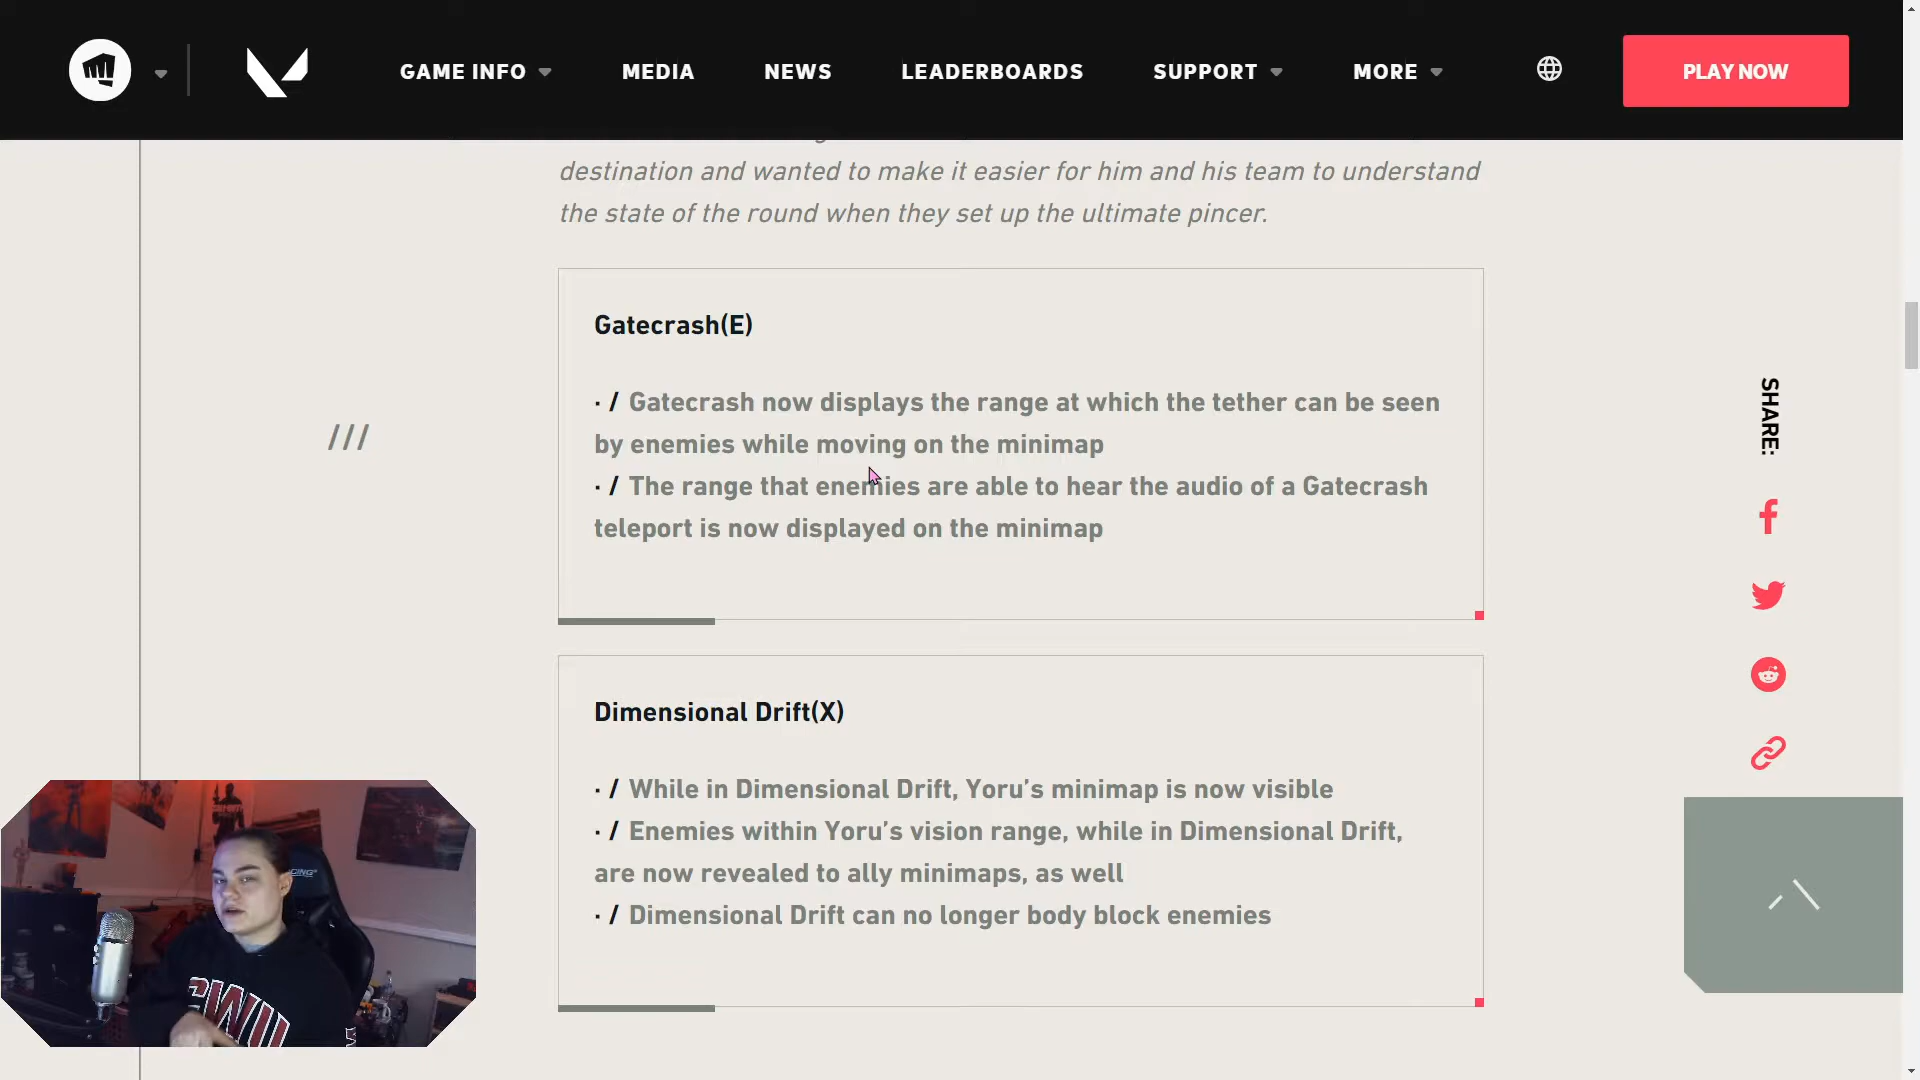 GAME INFO MEDIA NEWS LEADERBOARDS SUPPORT MORE PLAY NOW
destination and wanted to make it easier for him and his team to understand
the state of the round when they set up the ultimate pincer.
Gatecrash(E)
· / Gatecrash now displays the range at which the tether can be seen
by enemies while moving on the minimap
· / The range that enemies are able to hear the audio of a Gatecrash
teleport is now displayed on the minimap
///
SHARE:
Dimensional Drift(X)
· / While in Dimensional Drift, Yoru’s minimap is now visible
· / Enemies within Yoru’s vision range, while in Dimensional Drift,
are now revealed to ally minimaps, as well
· / Dimensional Drift can no longer body block enemies